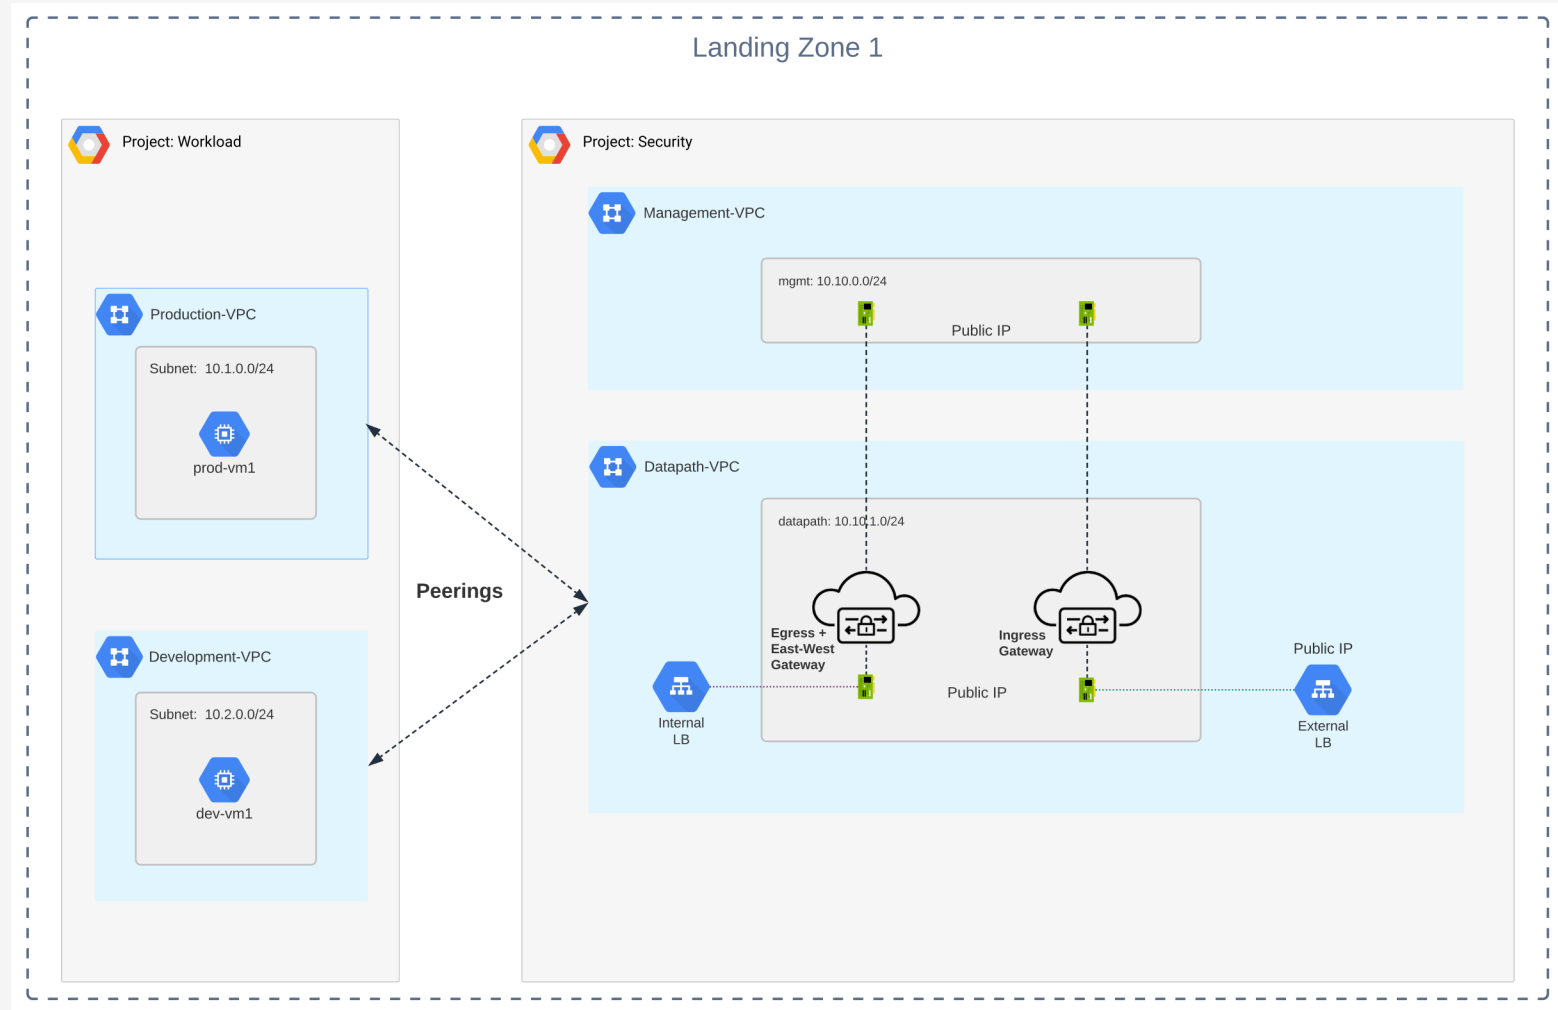 Landing Zone 1
Project: Workload
Production-VPC
Subnet:  10.1.0.0/24
prod-vm1
Development-VPC
Subnet:  10.2.0.0/24
dev-vm1
Peerings
Project: Security
Management-VPC
mgmt: 10.10.0.0/24
Public IP
Datapath-VPC
datapath: 10.10.1.0/24
Egress +
East-West
Gateway
Ingress
Gateway
Public IP
Internal
LB
Public IP
External
LB